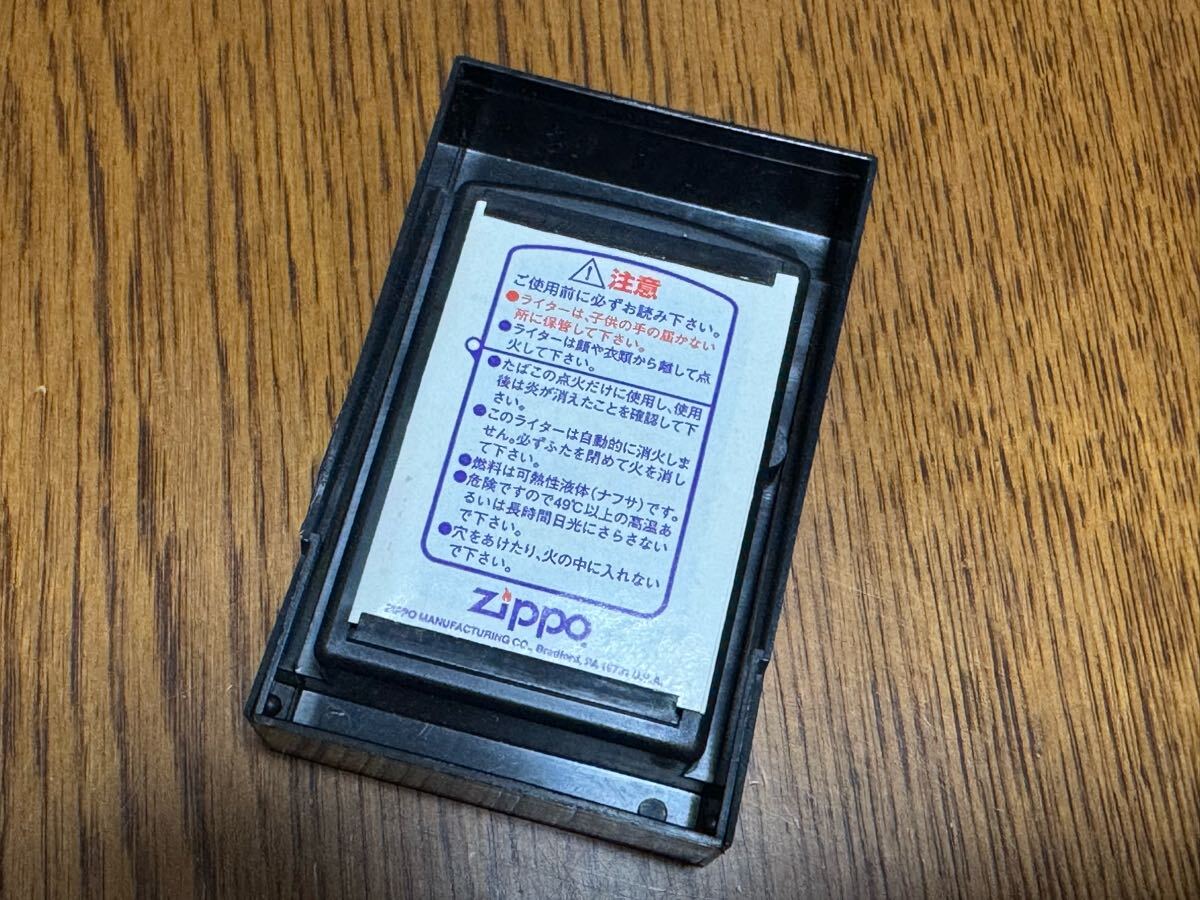 注意
ご使用前に必ずお読み下さい。
●ライターは、子供の手の届かない
所に保管して下さい。
●ライターは顔や衣類から離して点
火して下さい。
●たばこの点火だけに使用し、使用
後は炎が消えたことを確認して下
さい。
●このライターは自動的に消火しま
せん。必ずふたを閉めて火を消し
て下さい。
●燃料は可熱性液体(ナフサ)です。
●危険ですので49℃以上の高温あ
るいは長時間日光にさらさない
で下さい。
●穴をあけたり、火の中に入れない
で下さい。
Zippo
ZIPPO MANUFACTURING CO., Bradford, PA U.S.A.